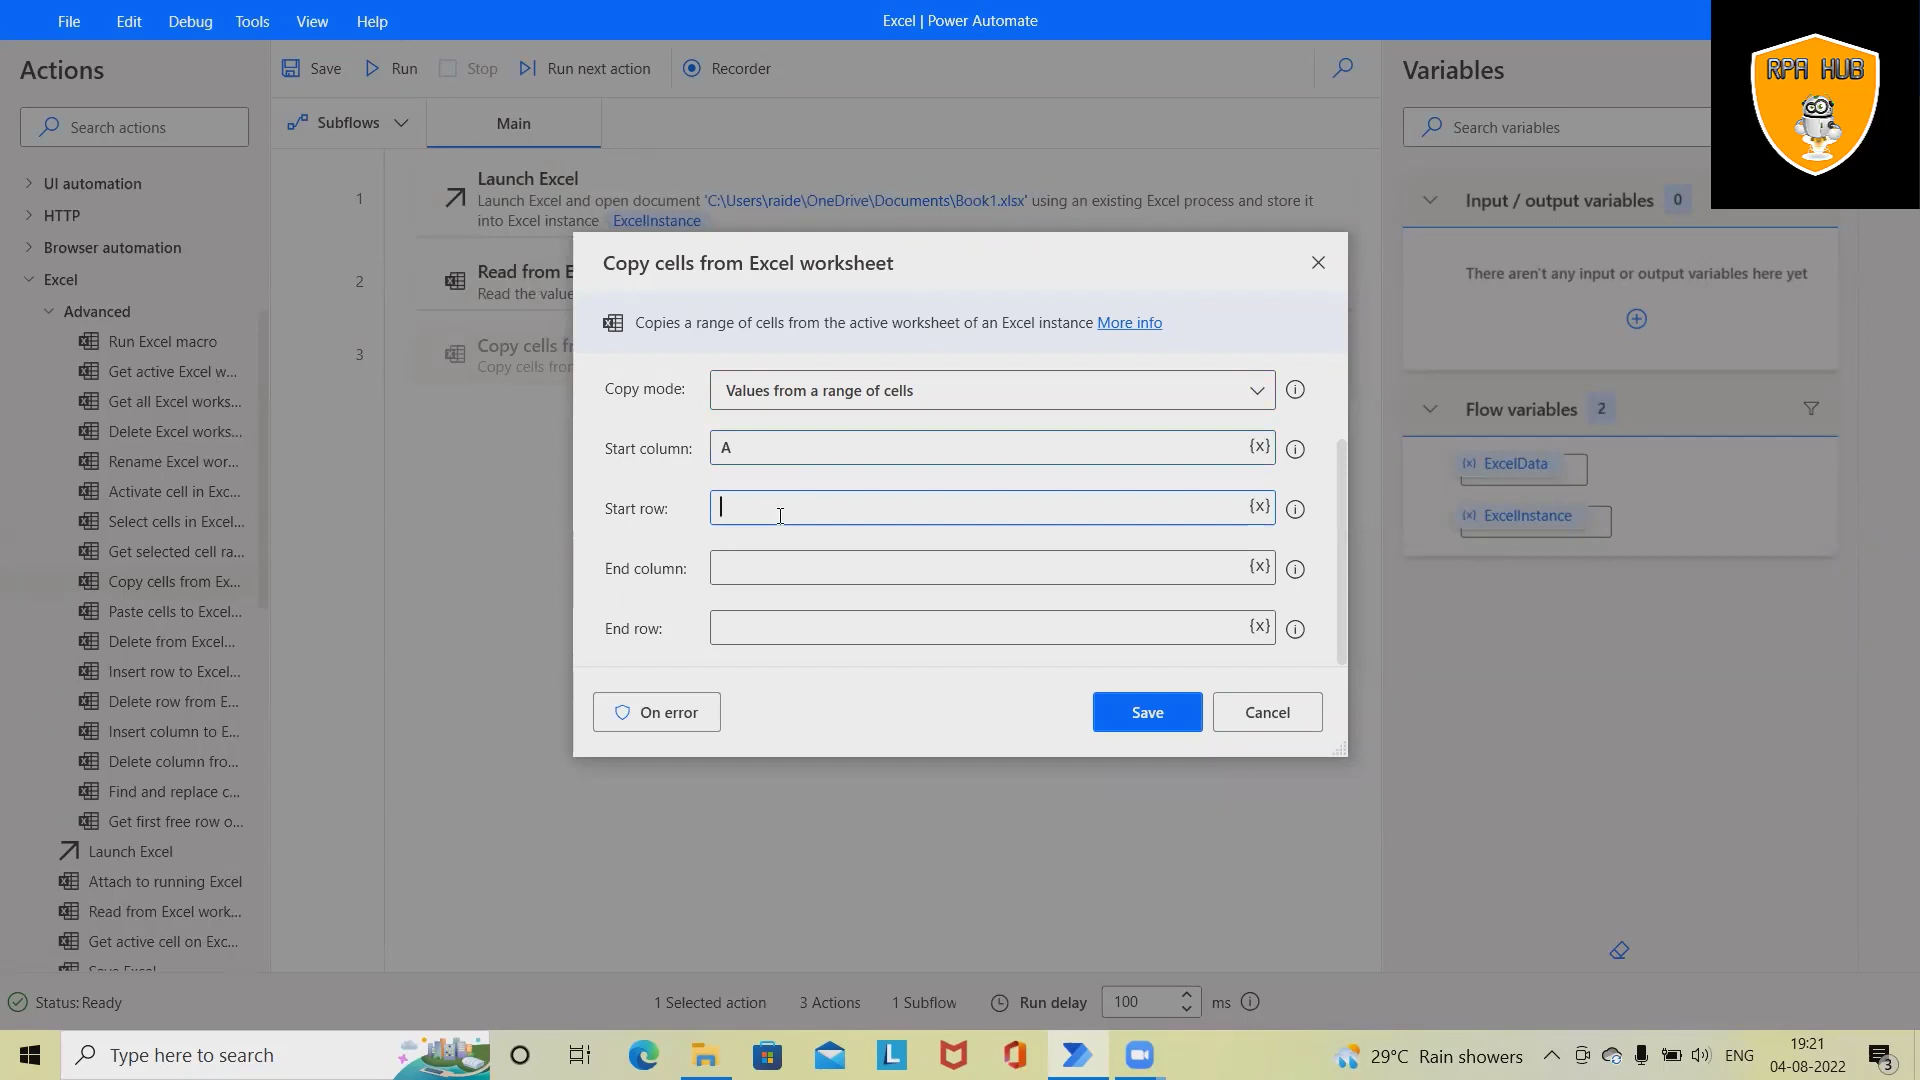 File Edit Debug Tools View Help
Excel | Power Automate
RPA HUB
Actions
Search actions
UI automation
HTTP
Browser automation
Excel
Advanced
Run Excel macro
Get active Excel w...
Get all Excel works...
Delete Excel works...
Rename Excel wor...
Activate cell in Exc...
Select cells in Excel...
Get selected cell ra...
Copy cells from Ex...
Paste cells to Excel...
Delete from Excel...
Insert row to Excel...
Delete row from E...
Insert column to E...
Delete column fro...
Find and replace c...
Get first free row o...
Launch Excel
Attach to running Excel
Read from Excel work...
Get active cell on Exc...
Save Excel
Save Run Stop Run next action Recorder
Subflows Main
1
Launch Excel
Launch Excel and open document 'C:\Users\raide\OneDrive\Documents\Book1.xlsx' using an existing Excel process and store it
into Excel instance ExcelInstance
2
Read from E
Read the value
3
Copy cells fr
Copy cells from
Copy cells from Excel worksheet
Copies a range of cells from the active worksheet of an Excel instance More info
Copy mode: Values from a range of cells
Start column: A {x}
Start row: {x}
End column: {x}
End row: {x}
On error Save Cancel
Variables
Search variables
Input / output variables 0
There aren't any input or output variables here yet
Flow variables 2
{x} ExcelData
{x} ExcelInstance
Status: Ready 1 Selected action 3 Actions 1 Subflow Run delay 100 ms
Type here to search
29°C Rain showers ENG
19:21
04-08-2022
3